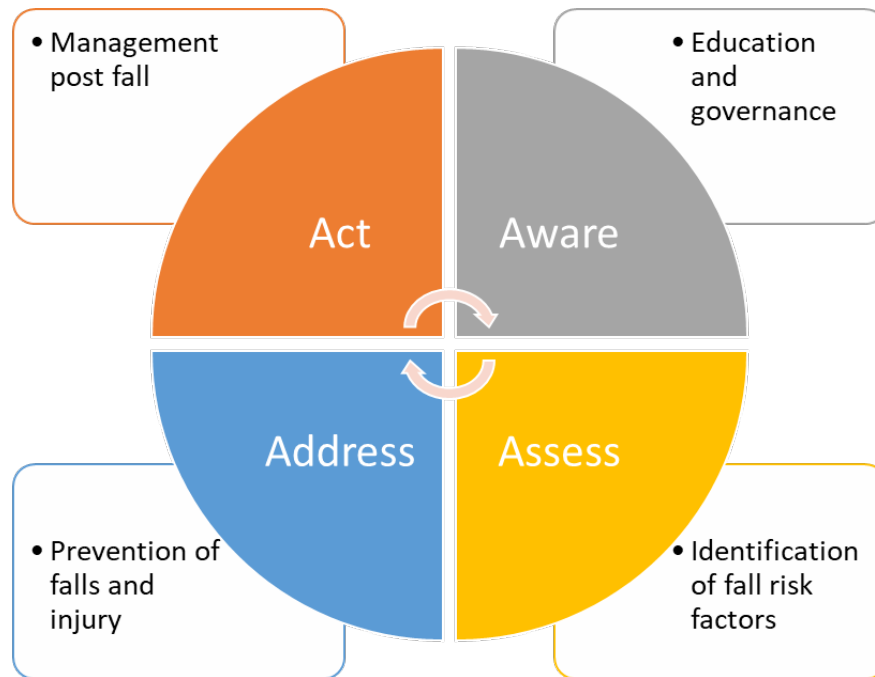 • Management
post fall
• Education
and
governance
Act
Aware
Address
Assess
• Prevention of
falls and
injury
• Identification
of fall risk
factors